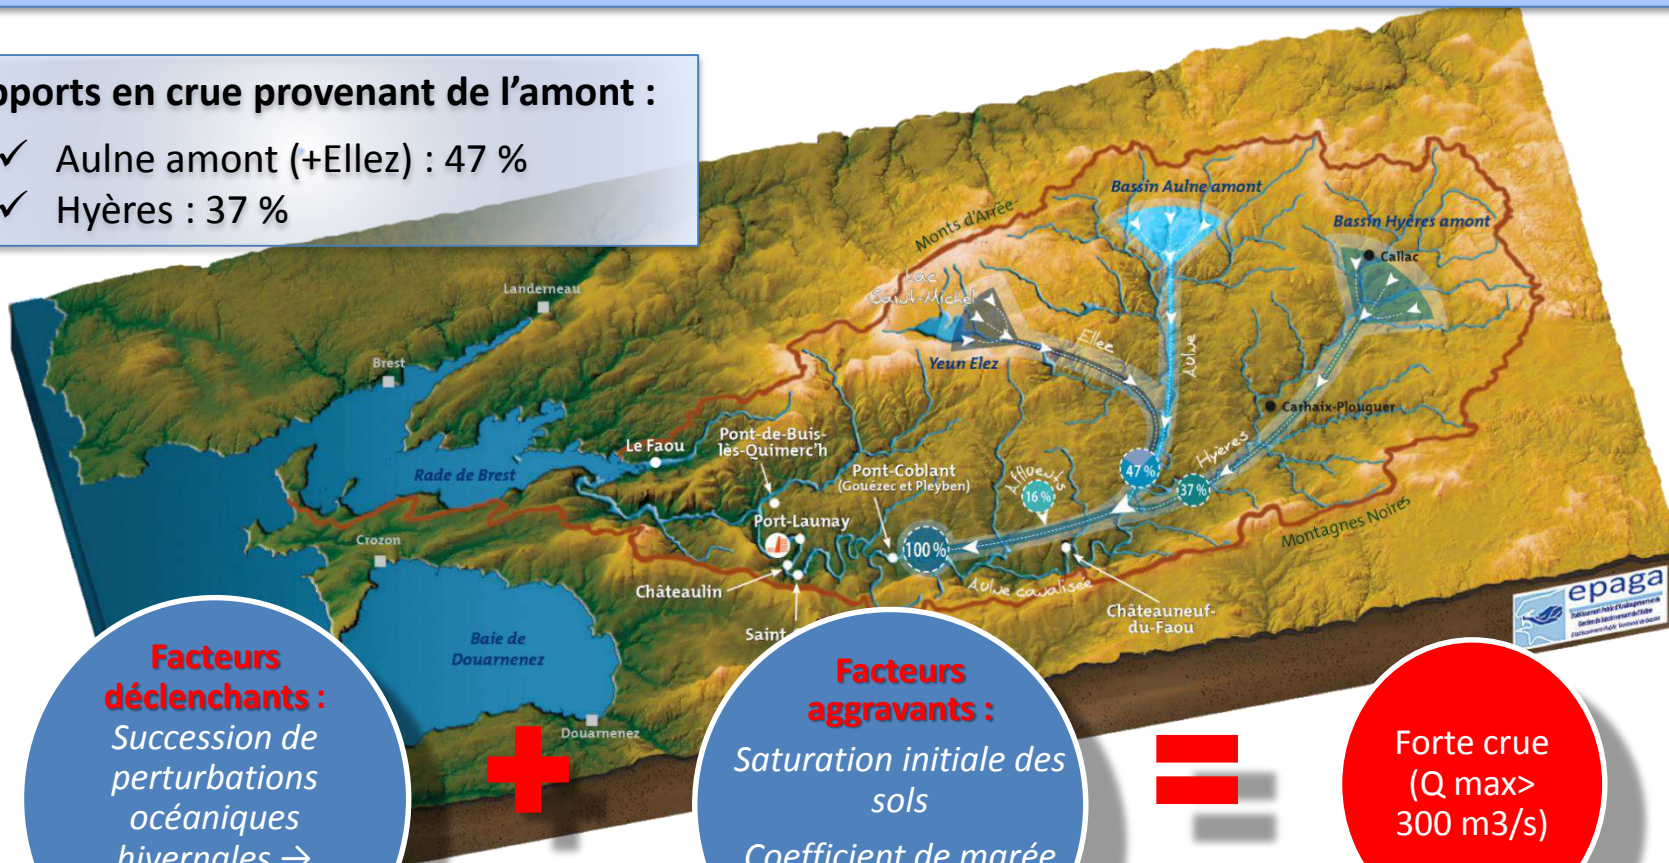 pports en crue provenant de l'amont :
✓ Aulne amont (+Ellez) : 47 %
✓ Hyères : 37 %
Bassin Aulne amont
Bassin Hyères amont
Monts d'Arrée
Callac
Lac
Saint-Michel
Landerneau
Ellez
Aulne
Yeun Elez
Brest
Carhaix-Plouguer
Le Faou
Pont-de-Buis-
lès-Quimerc'h
Hyères
Rade de Brest
Pont-Coblant
(Gouézec et Pleyben)
Affluents
47 %
37 %
16 %
Montagnes Noires
Port-Launay
Crozon
100 %
Aulne canalisée
Châteaulin
Châteauneuf-
du-Faou
Saint
Baie de
Douarnenez
Douarnenez
epaga
Facteurs
déclenchants :
Succession de
perturbations
océaniques
hivernales →
Facteurs
aggravants :
Saturation initiale des
sols
Coefficient de marée
Forte crue
(Q max>
300 m3/s)